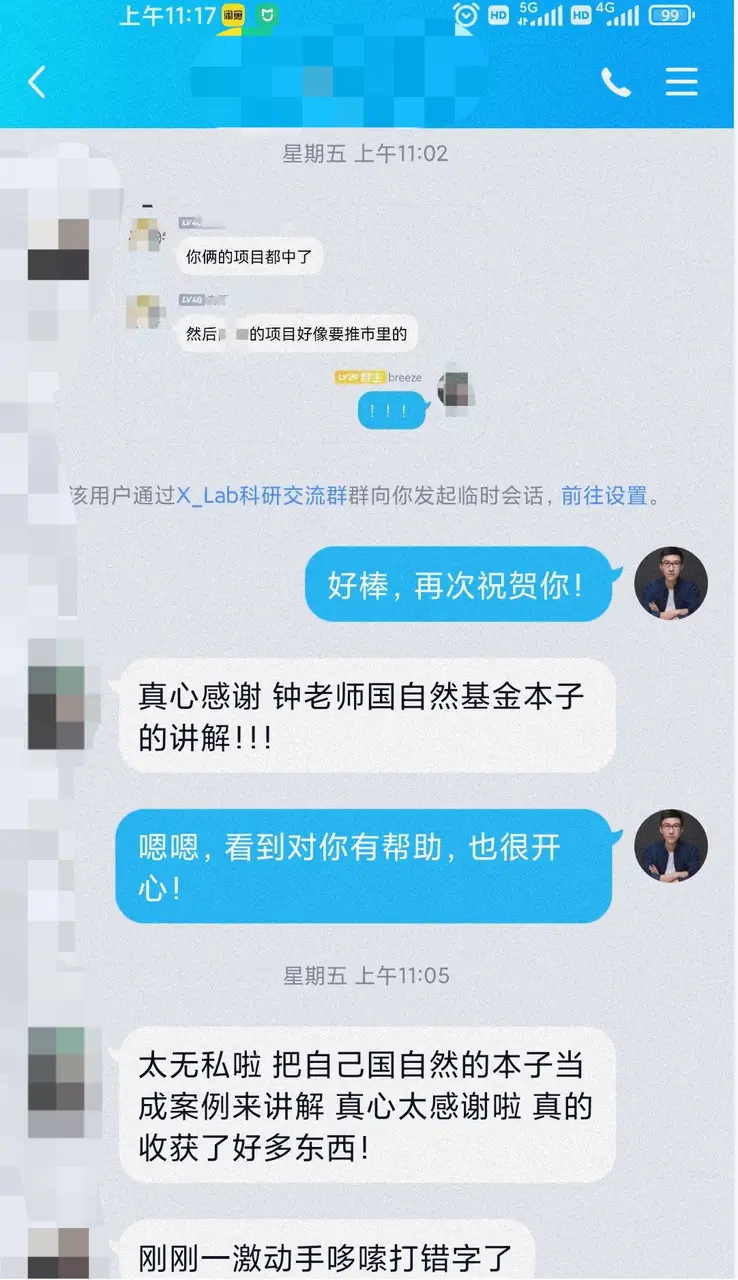 上午11:17
闲鱼
HD
5G
HD
4G
99
星期五 上午11:02
你俩的项目都中了
LV48
然后
的项目好像要推市里的
breeze
！！！
该用户通过X_Lab科研交流群群向你发起临时会话，前往设置。
好棒，再次祝贺你！
真心感谢 钟老师国自然基金本子
的讲解！！！
嗯嗯，看到对你有帮助，也很开
心！
星期五 上午11:05
太无私啦 把自己国自然的本子当
成案例来讲解 真心太感谢啦 真的
收获了好多东西！
刚刚一激动手哆嗦打错字了